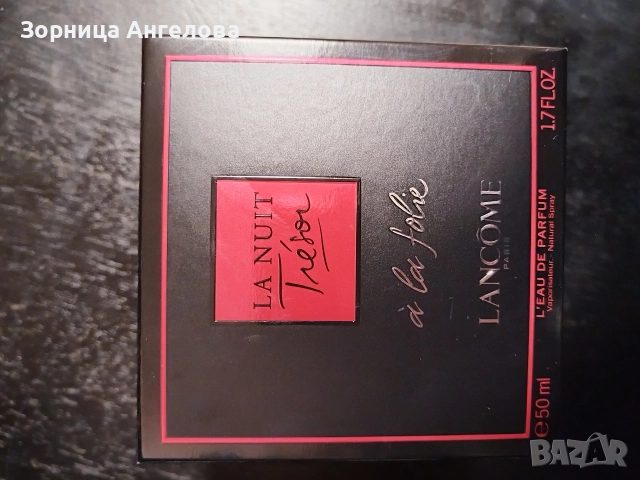 Зорница Ангелова
LA NUIT
Trésor
à la folie
LANCÔME
PARIS
L'EAU DE PARFUM
Vaporisateur - Natural Spray
℮ 50 ml 1.7 FL.OZ.
BAZAR